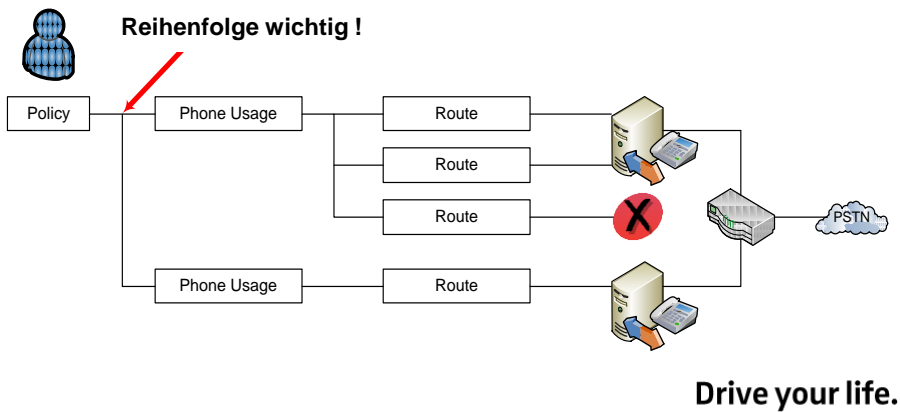 Reihenfolge wichtig !
Policy
Phone Usage
Route
Route
Route
PSTN
Phone Usage
Route
Drive your life.